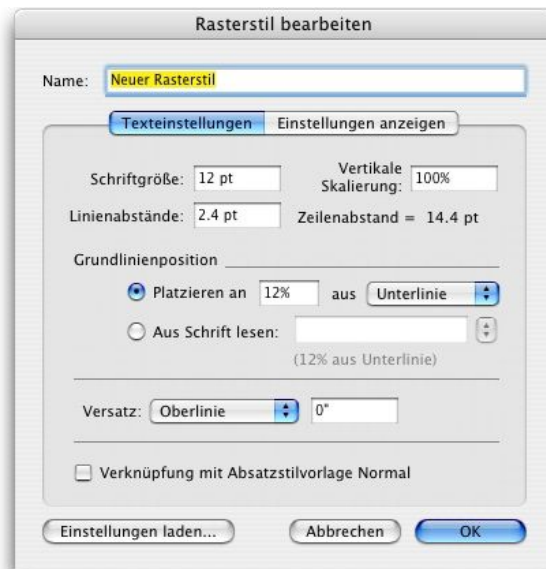 Rasterstil bearbeiten
Name: Neuer Rasterstil
Texteinstellungen Einstellungen anzeigen
Schriftgröße: 12 pt Vertikale Skalierung: 100%
Linienabstände: 2.4 pt Zeilenabstand = 14.4 pt
Grundlinienposition
Platzieren an 12% aus Unterlinie
Aus Schrift lesen:
(12% aus Unterlinie)
Versatz: Oberlinie 0"
Verknüpfung mit Absatzstilvorlage Normal
Einstellungen laden... Abbrechen OK